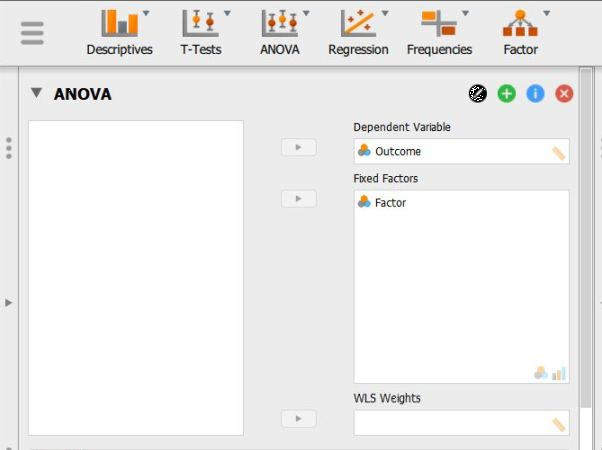 Descriptives T-Tests ANOVA Regression Frequencies Factor
ANOVA
Dependent Variable
Outcome
Fixed Factors
Factor
WLS Weights